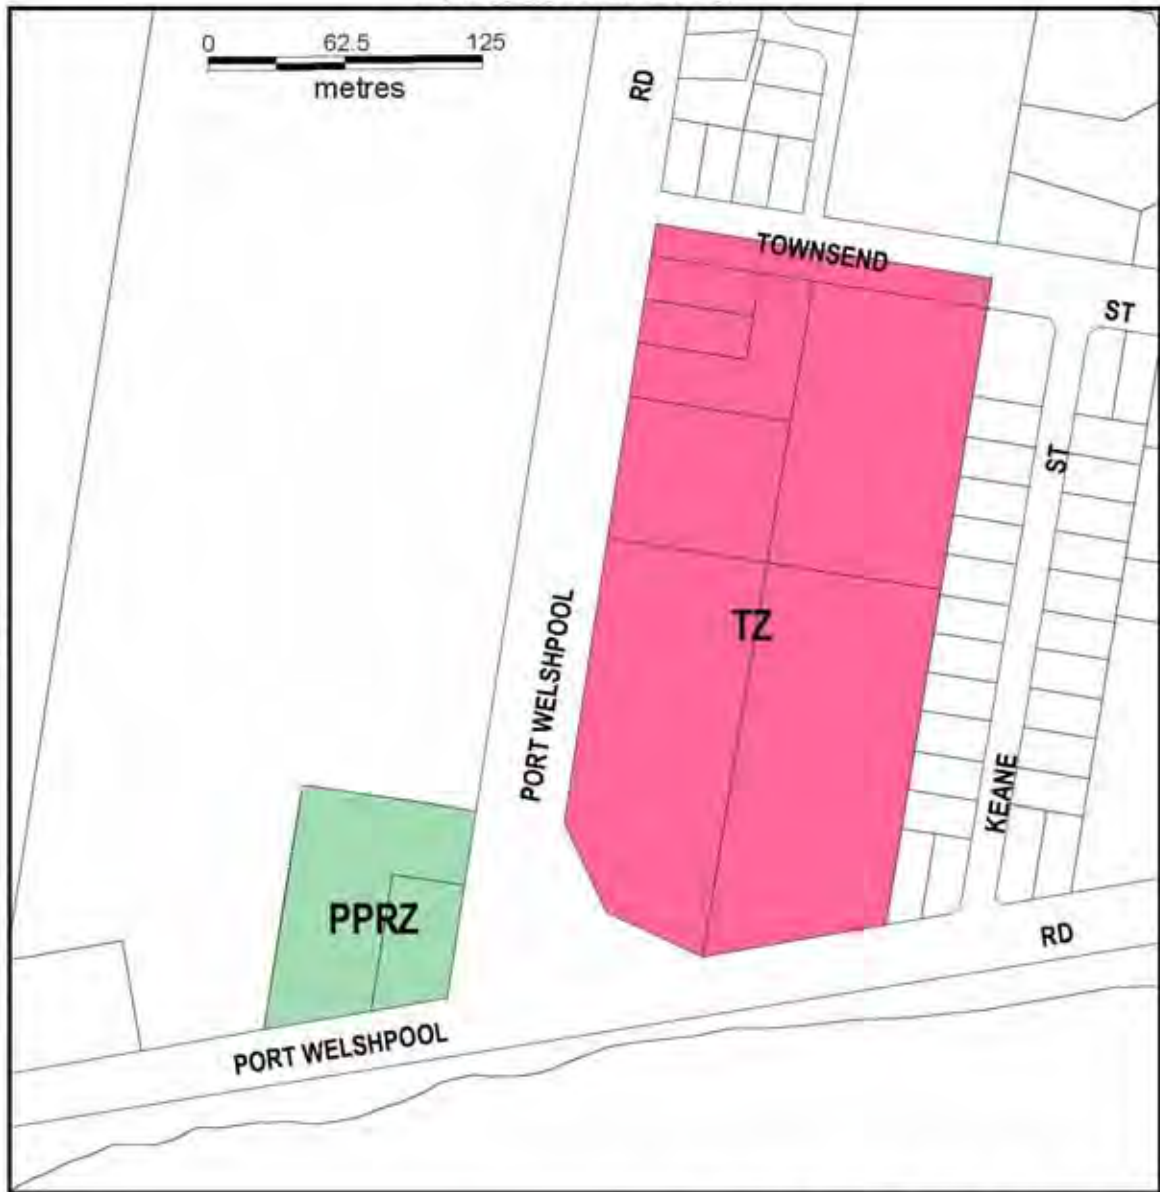 0 62.5 125
metres
RD
TOWNSEND
ST
ST
TZ
PORT WELSHPOOL
KEANE
PPRZ
RD
PORT WELSHPOOL